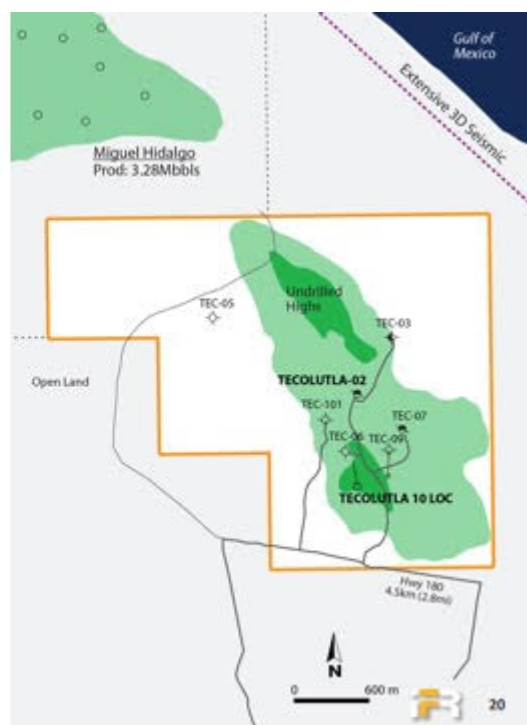 Gulf of
Mexico
Extensive 3D Seismic
Miguel Hidalgo
Prod: 3.28Mbbls
Undrilled
Highs
TEC-05
TEC-03
Open Land
TECOLUTLA-02
TEC-101
TEC-07
TEC-06
TEC-09
TECOLUTLA 10 LOC
Hwy 180
4.5km (2.8mi)
N
0 600 m
20